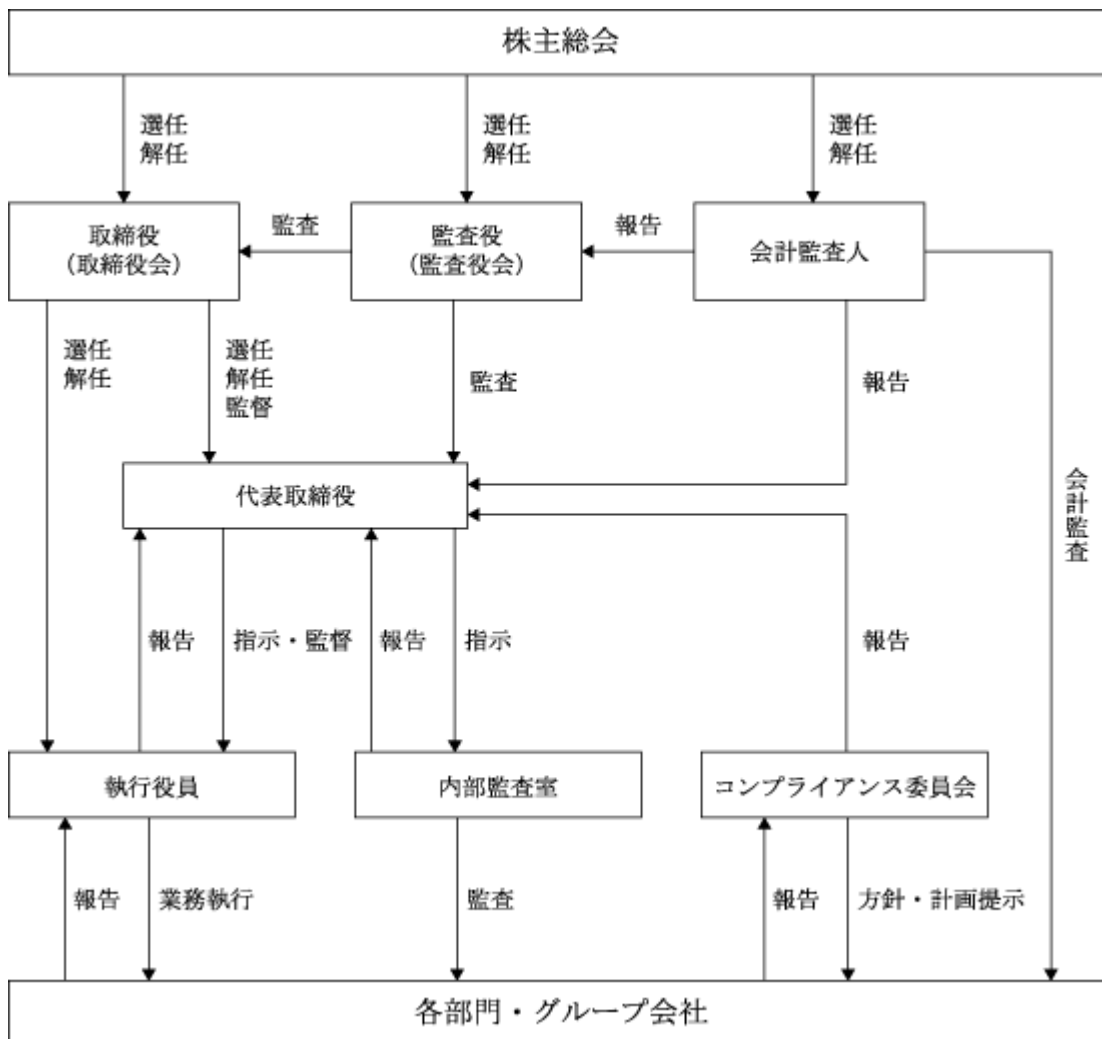 株主総会
選任
解任
選任
解任
選任
解任
取締役
(取締役会)
監査
監査役
(監査役会)
報告
会計監査人
選任
解任
選任
解任
監督
監査
報告
会計監査
代表取締役
報告
指示・監督
報告
指示
報告
執行役員
内部監査室
コンプライアンス委員会
報告
業務執行
監査
報告
方針・計画提示
各部門・グループ会社